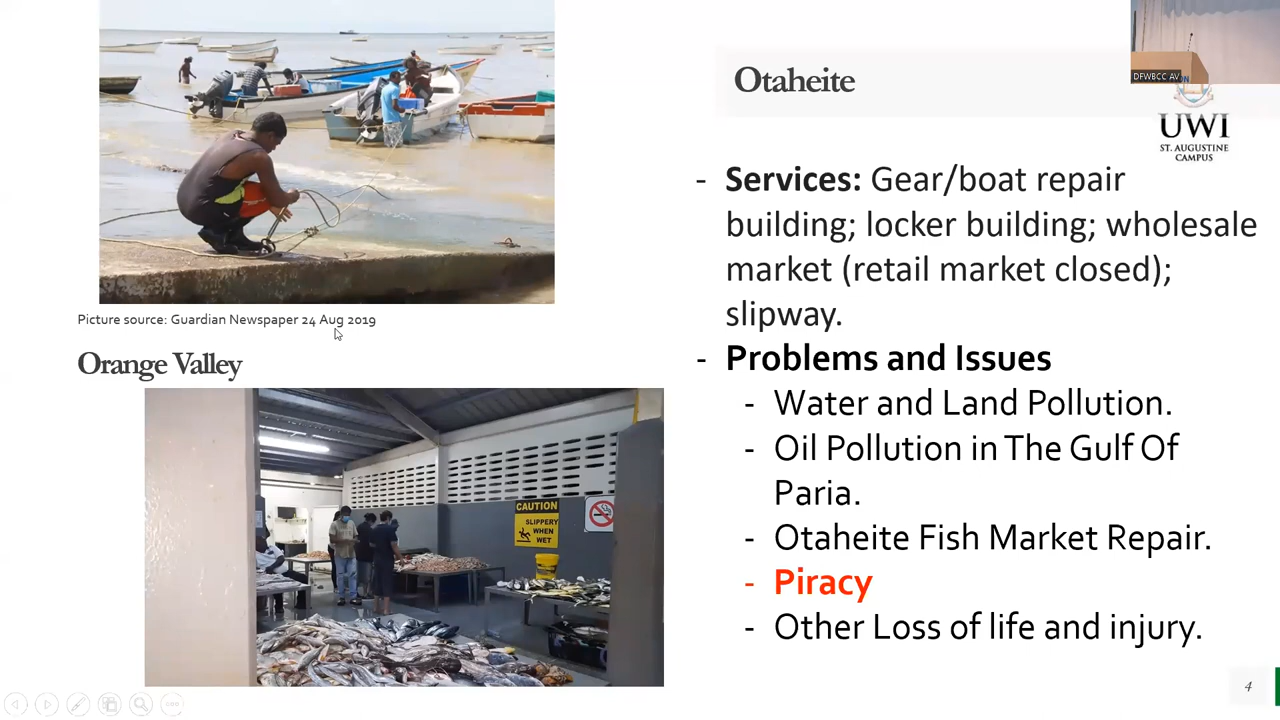 Otaheite
DFWBCC AV
UWI
ST. AUGUSTINE
CAMPUS
Picture source: Guardian Newspaper 24 Aug 2019
Orange Valley
CAUTION
SLIPPERY
WHEN
WET
- Services: Gear/boat repair
building; locker building; wholesale
market (retail market closed);
slipway.
- Problems and Issues
- Water and Land Pollution.
- Oil Pollution in The Gulf Of
Paria.
- Otaheite Fish Market Repair.
- Piracy
- Other Loss of life and injury.
4